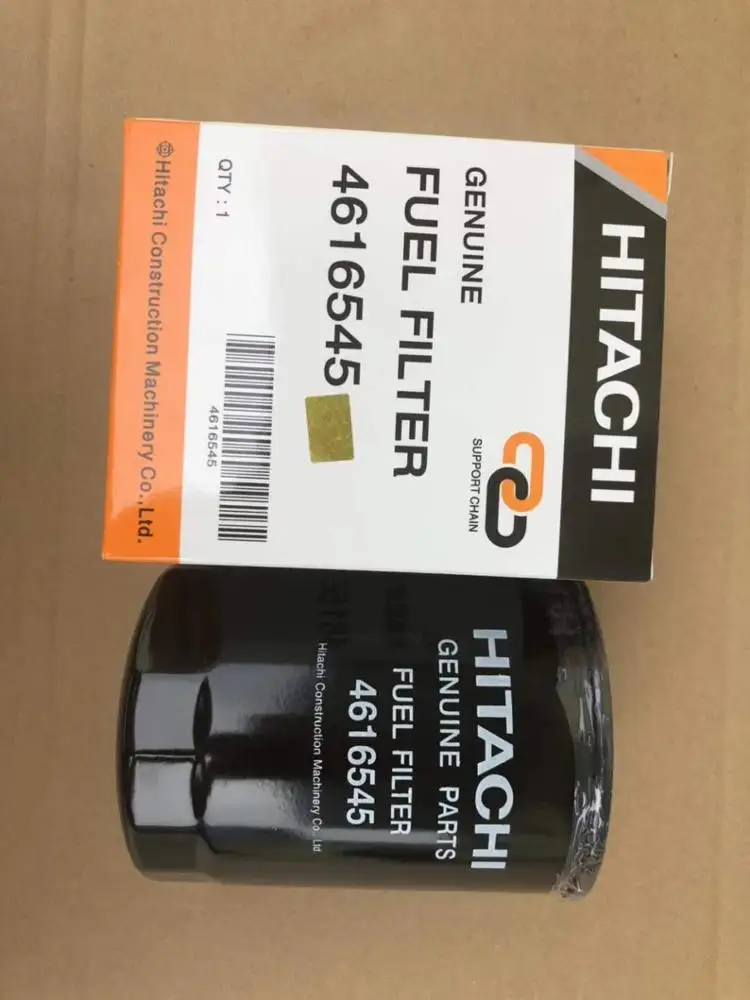 HITACHI
SUPPORT CHAIN
GENUINE
FUEL FILTER
4616545
QTY : 1
4616545
Hitachi Construction Machinery Co.,Ltd.
HITACHI
GENUINE PARTS
FUEL FILTER
4616545
Hitachi Construction Machinery Co., Ltd.